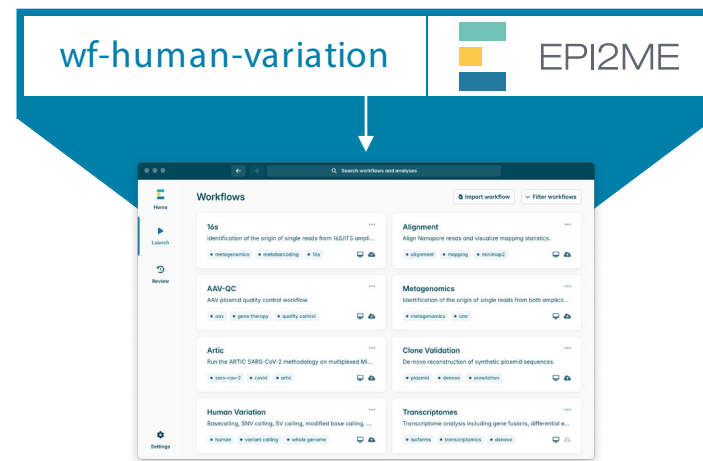 wf-human-variation
EPI2ME
Search workflows and analyses
Home
Launch
Review
Settings
Workflows
Import workflow
Filter workflows
16s
Identification of the origin of single reads from 16S/ITS ampli...
metagenomics metabarcoding 16s
Alignment
Align Nanopore reads and visualize mapping statistics.
alignment mapping minimap2
AAV-QC
AAV plasmid quality control workflow.
aav gene therapy quality control
Metagenomics
Identification of the origin of single reads from both amplico...
metagenomics amr
Artic
Run the ARTIC SARS-CoV-2 methodology on multiplexed Mi...
sars-cov-2 covid artic
Clone Validation
De-novo reconstruction of synthetic plasmid sequences.
plasmid denovo annotation
Human Variation
Basecalling, SNV calling, SV calling, modified base calling, ...
human variant calling whole genome
Transcriptomes
Transcriptome analysis including gene fusions, differential e...
isoforms transcriptomics denovo